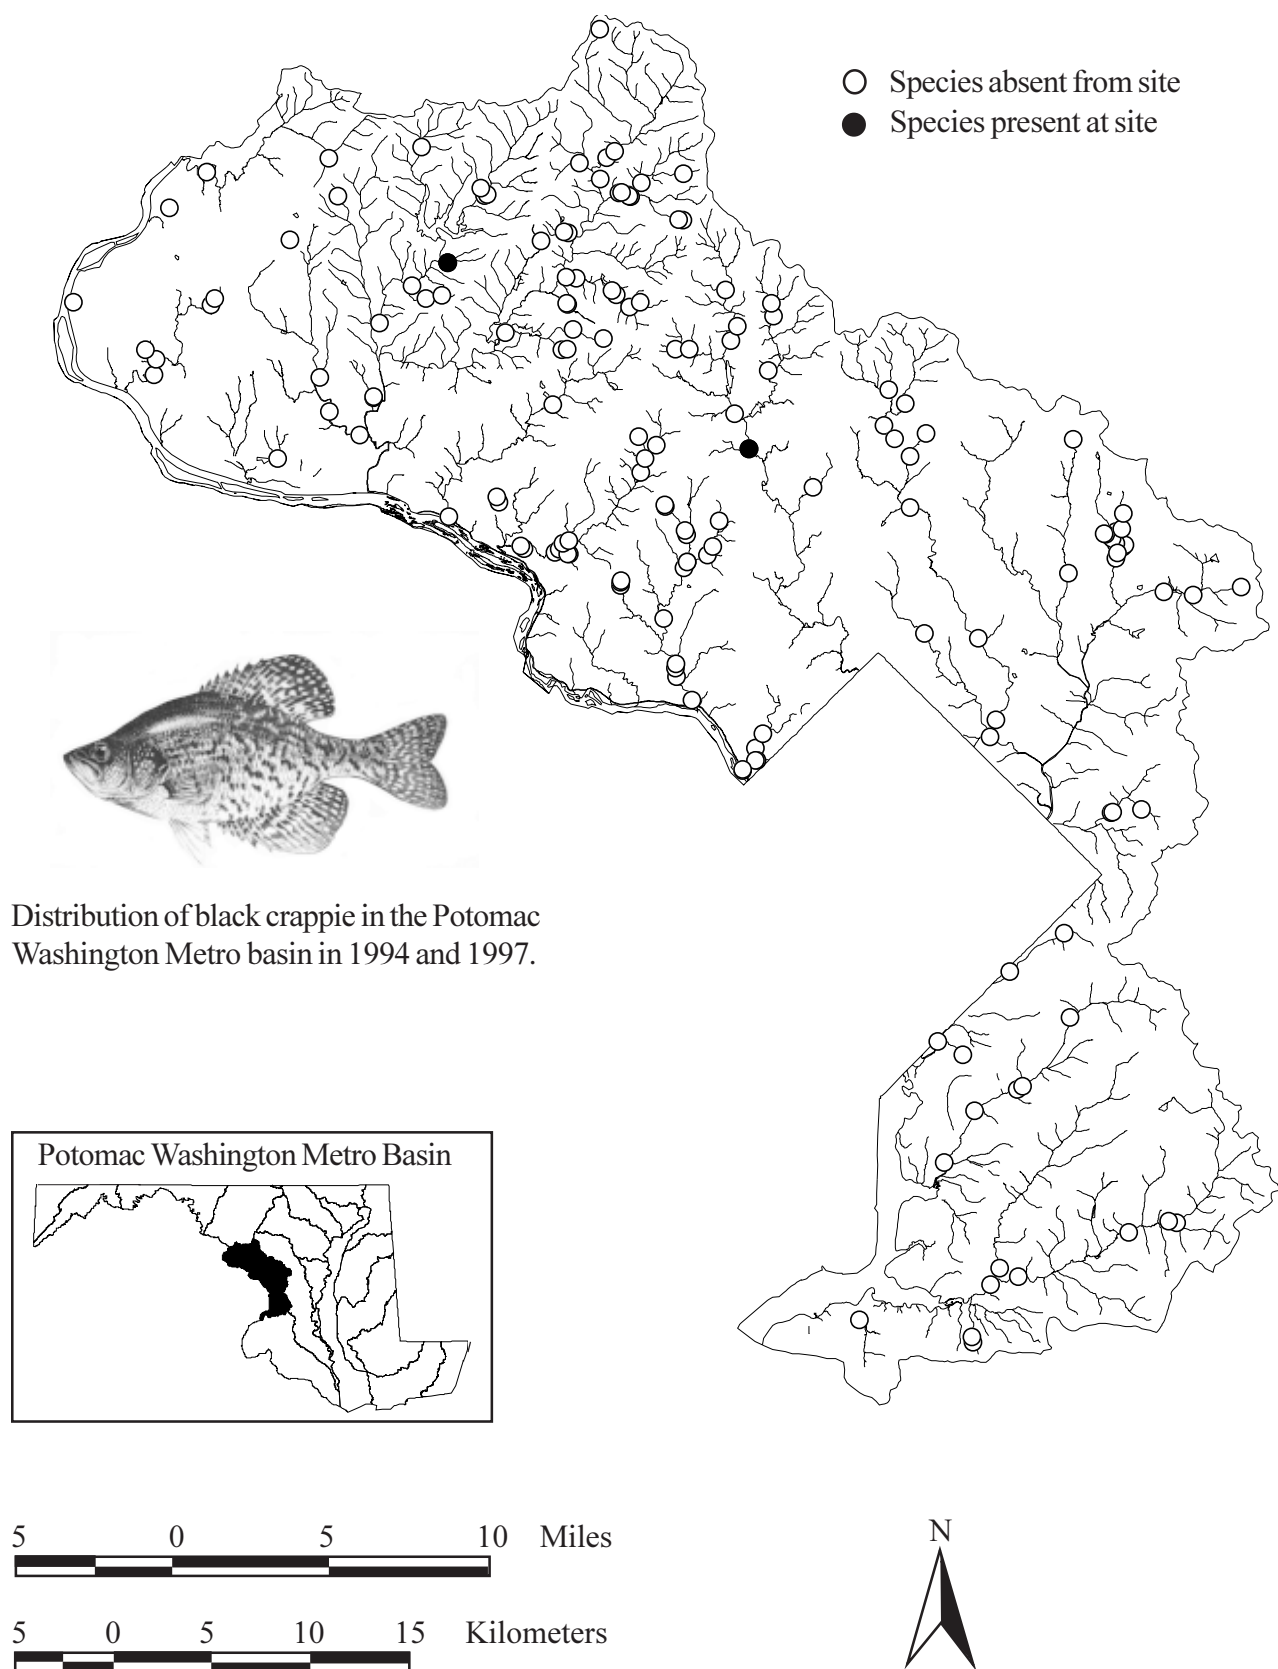 Species absent from site
Species present at site
Distribution of black crappie in the Potomac
Washington Metro basin in 1994 and 1997.
Potomac Washington Metro Basin
5 0 5 10 Miles
5 0 5 10 15 Kilometers
N